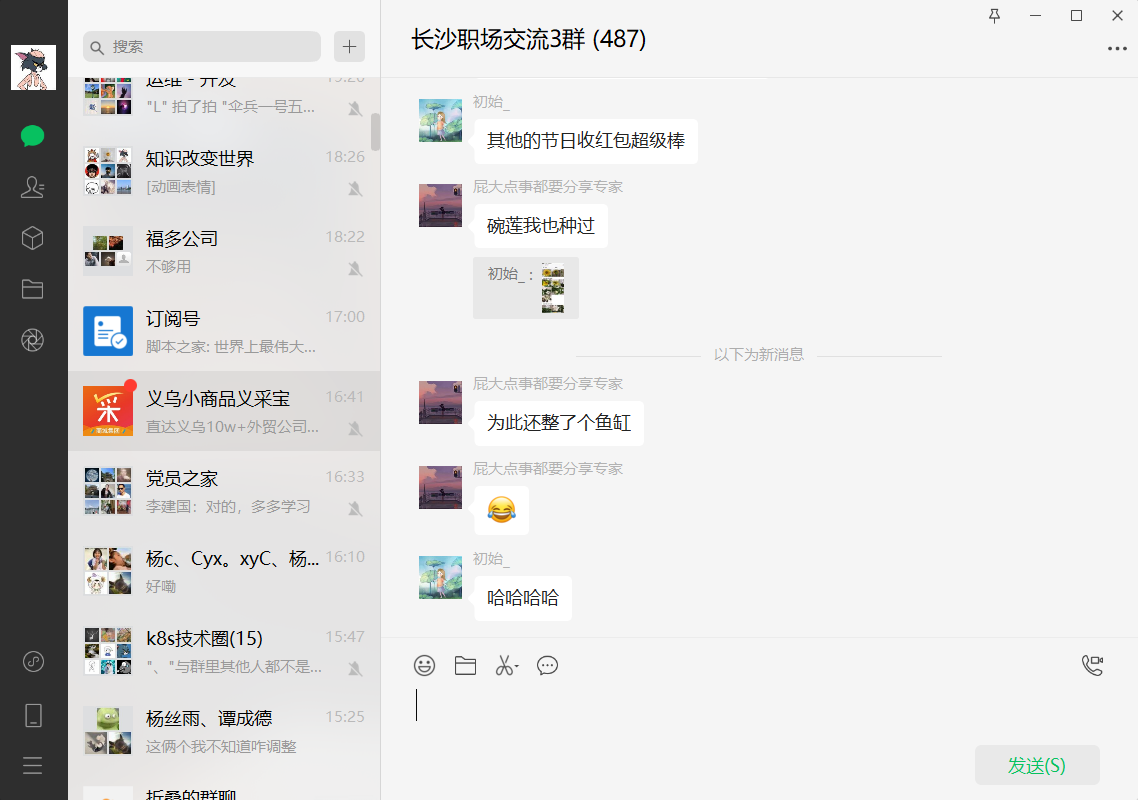 搜索
运维 - 开发
15:20
"L" 拍了拍 "伞兵一号五...
知识改变世界
18:26
[动画表情]
福多公司
18:22
不够用
订阅号
17:00
脚本之家: 世界上最伟大...
采
义乌小商品义采宝
16:41
直达义乌10w+外贸公司...
党员之家
16:33
李建国：对的，多多学习
杨c、Cyx。xyC、杨...
16:10
好嘞
k8s技术圈(15)
15:47
"、"与群里其他人都不是...
杨丝雨、谭成德
15:25
这俩个我不知道咋调整
折桑的群聊
长沙职场交流3群 (487)
初始_
其他的节日收红包超级棒
屁大点事都要分享专家
碗莲我也种过
初始_：
以下为新消息
屁大点事都要分享专家
为此还整了个鱼缸
屁大点事都要分享专家
初始_
哈哈哈哈
发送(S)